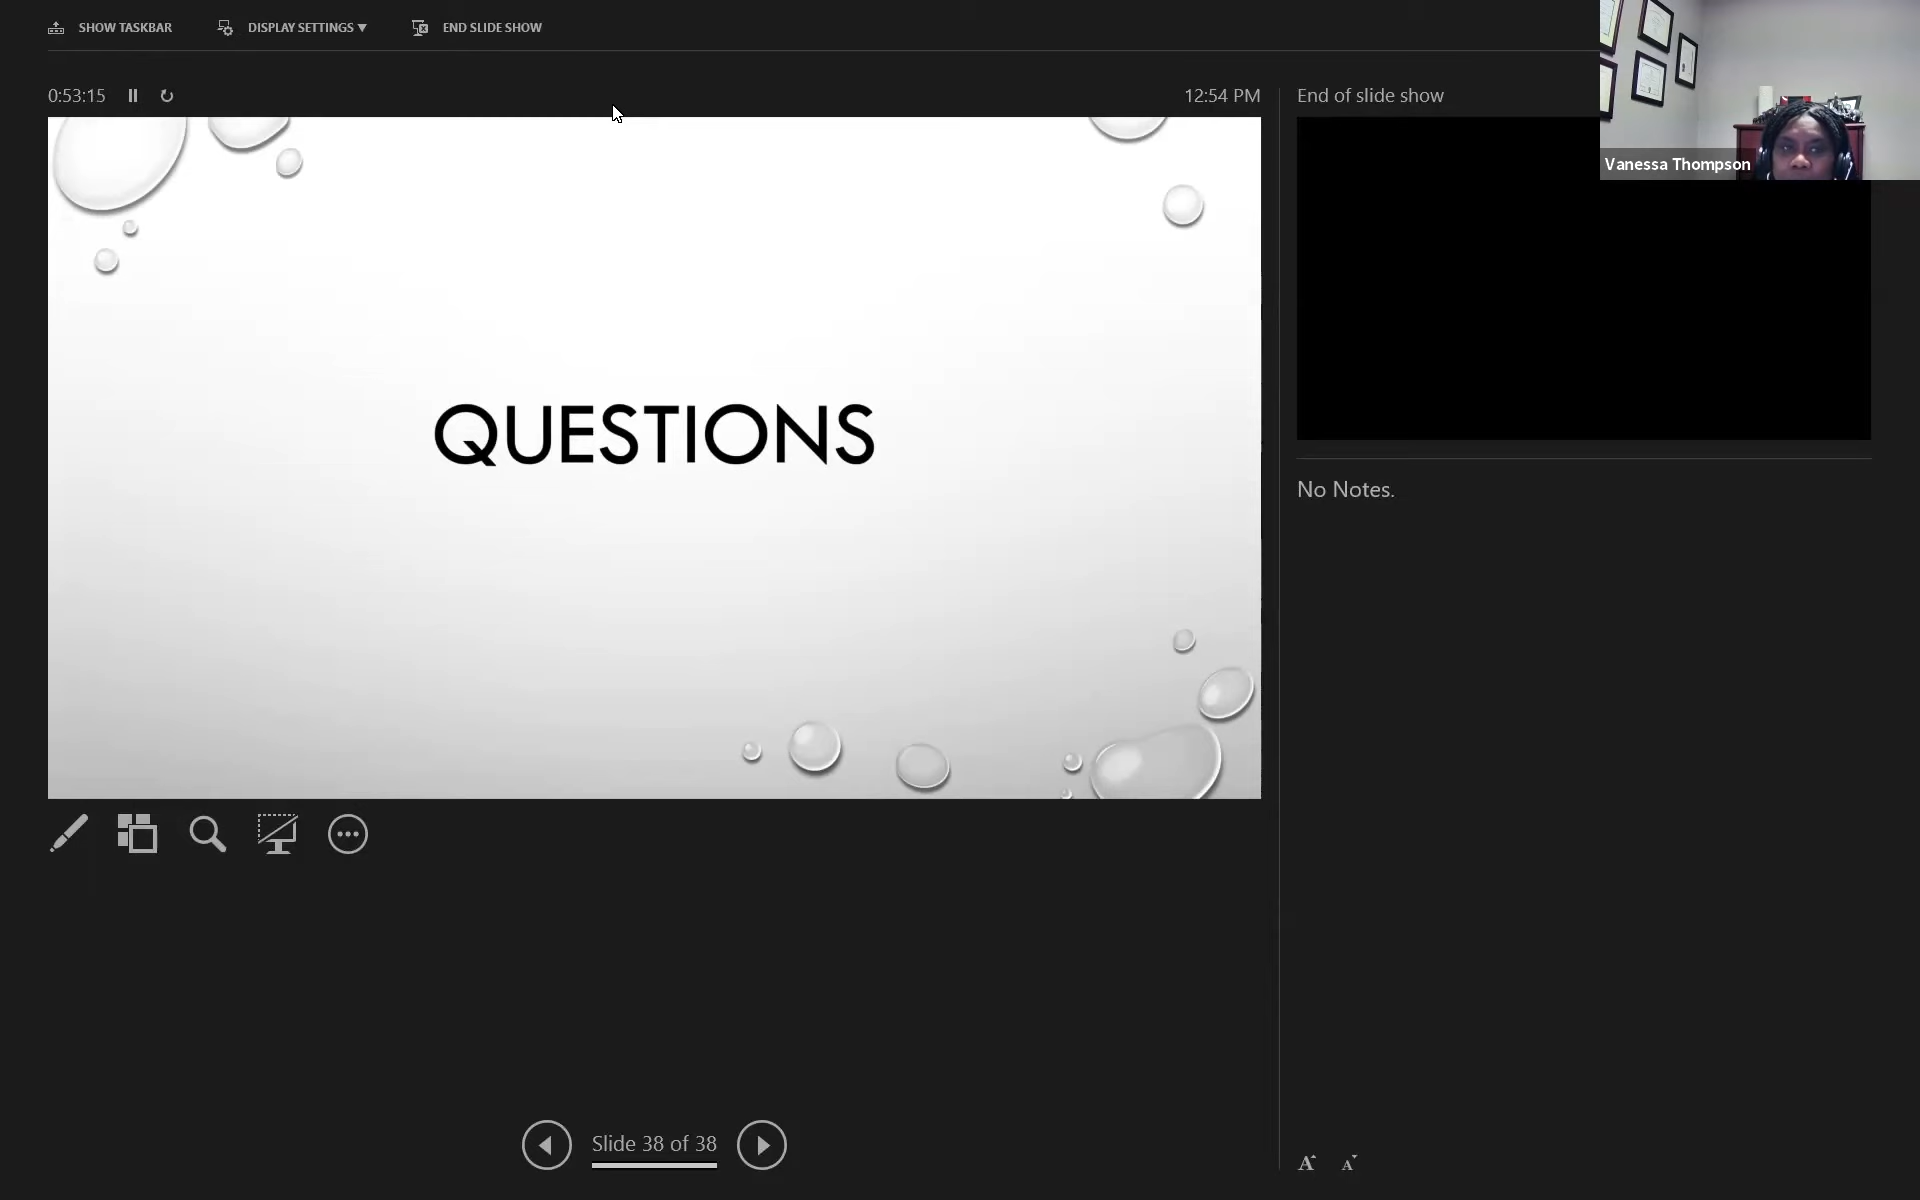 SHOW TASKBAR DISPLAY SETTINGS ▼ END SLIDE SHOW
0:53:15 12:54 PM
QUESTIONS
Slide 38 of 38
End of slide show
Vanessa Thompson
No Notes.
A A